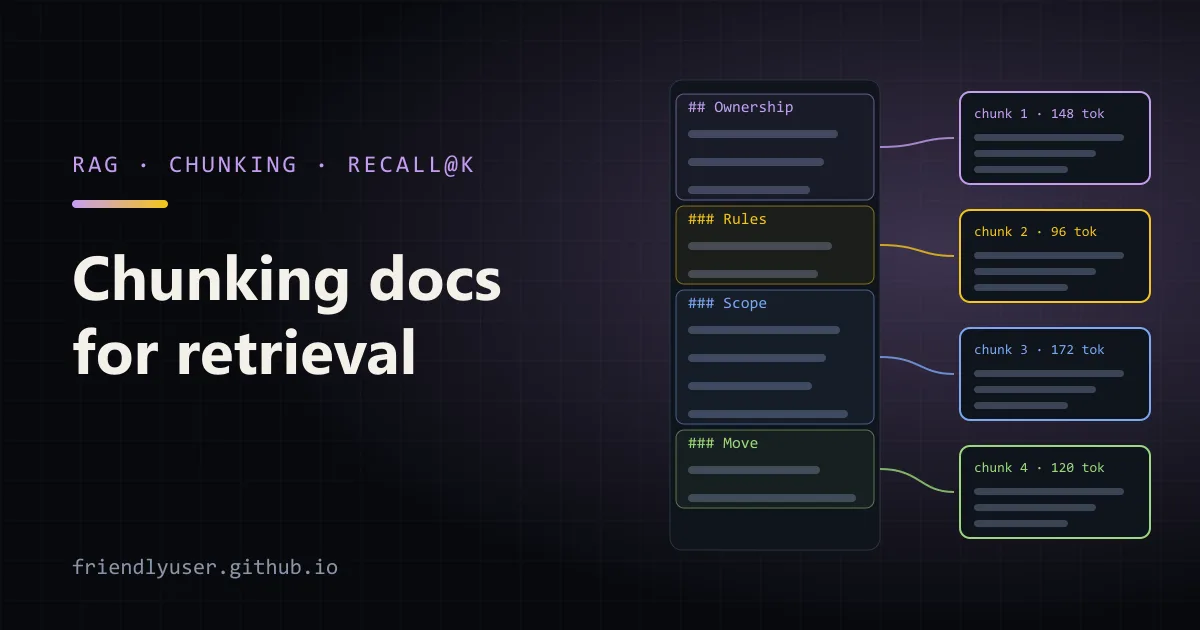 RAG · CHUNKING · RECALL@K
Chunking docs
for retrieval
friendlyuser.github.io
## Ownership
### Rules
### Scope
### Move
chunk 1 · 148 tok
chunk 2 · 96 tok
chunk 3 · 172 tok
chunk 4 · 120 tok